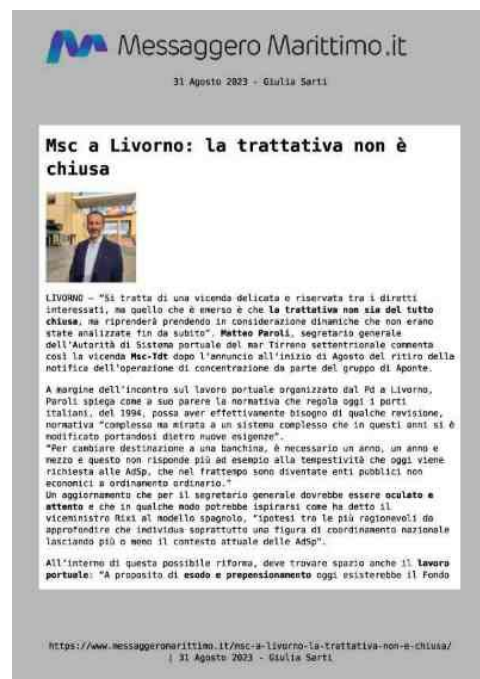 Messaggero Marittimo.it
31 Agosto 2023 - Giulia Sarti
Msc a Livorno: la trattativa non è
chiusa
LIVORNO – “Si tratta di una vicenda delicata e riservata tra i diretti
interessati, ma quello che è emerso è che la trattativa non sia del tutto
chiusa, ma riprenderà prendendo in considerazione dinamiche che non erano
state analizzate fin da subito”. Matteo Paroli, segretario generale
dell'Autorità di Sistema portuale del mar Tirreno settentrionale commenta
così la vicenda Msc-Tdt dopo l'annuncio all'inizio di Agosto del ritiro della
notifica dell'operazione di concentrazione da parte del gruppo di Aponte.
A margine dell'incontro sul lavoro portuale organizzato dal Pd a Livorno,
Paroli spiega come a suo parere la normativa che regola oggi i porti
italiani, del 1994, possa aver effettivamente bisogno di qualche revisione,
normativa “complessa ma mirata a un sistema complesso che in questi anni si è
modificato portandosi dietro nuove esigenze”.
“Per cambiare destinazione a una banchina, è necessario un anno, un anno e
mezzo e questo non risponde più ad esempio alla tempestività che oggi viene
richiesta alle AdSp, che nel frattempo sono diventate enti pubblici non
economici a ordinamento ordinario.”
Un aggiornamento che per il segretario generale dovrebbe essere oculato e
attento e che in qualche modo potrebbe ispirarsi come ha detto il
viceministro Rixi al modello spagnolo, “ipotesi tra le più ragionevoli da
approfondire che individua soprattutto una figura di coordinamento nazionale
lasciando più o meno il contesto attuale delle AdSp”.
All'interno di questa possibile riforma, deve trovare spazio anche il lavoro
portuale: “A proposito di esodo e prepensionamento oggi esisterebbe il Fondo
https://www.messaggeromarittimo.it/msc-a-livorno-la-trattativa-non-e-chiusa/
| 31 Agosto 2023 - Giulia Sarti